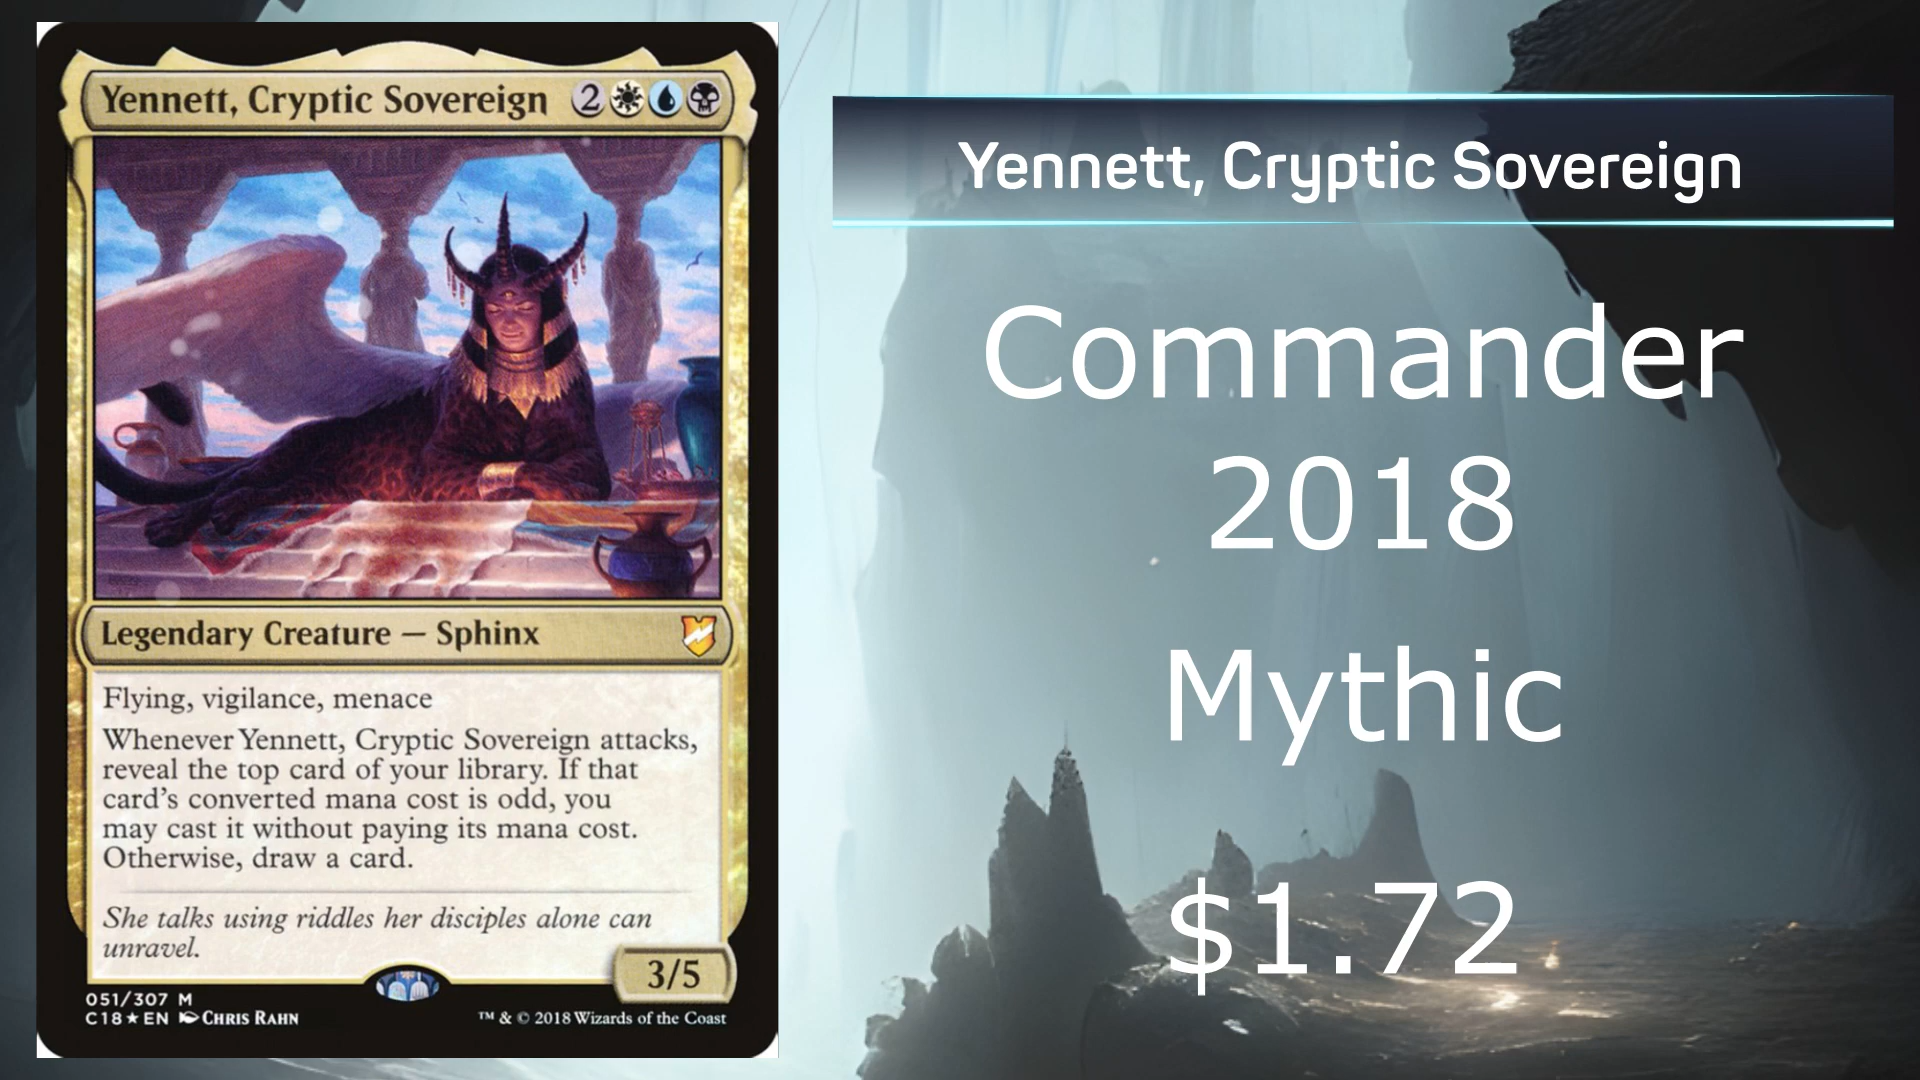 Yennett, Cryptic Sovereign 2
Legendary Creature — Sphinx
Flying, vigilance, menace
Whenever Yennett, Cryptic Sovereign attacks,
reveal the top card of your library. If that
card's converted mana cost is odd, you
may cast it without paying its mana cost.
Otherwise, draw a card.
She talks using riddles her disciples alone can
unravel.
3/5
051/307 M
C18★EN Chris Rahn
™ & © 2018 Wizards of the Coast
Yennett, Cryptic Sovereign
Commander
2018
Mythic
$1.72